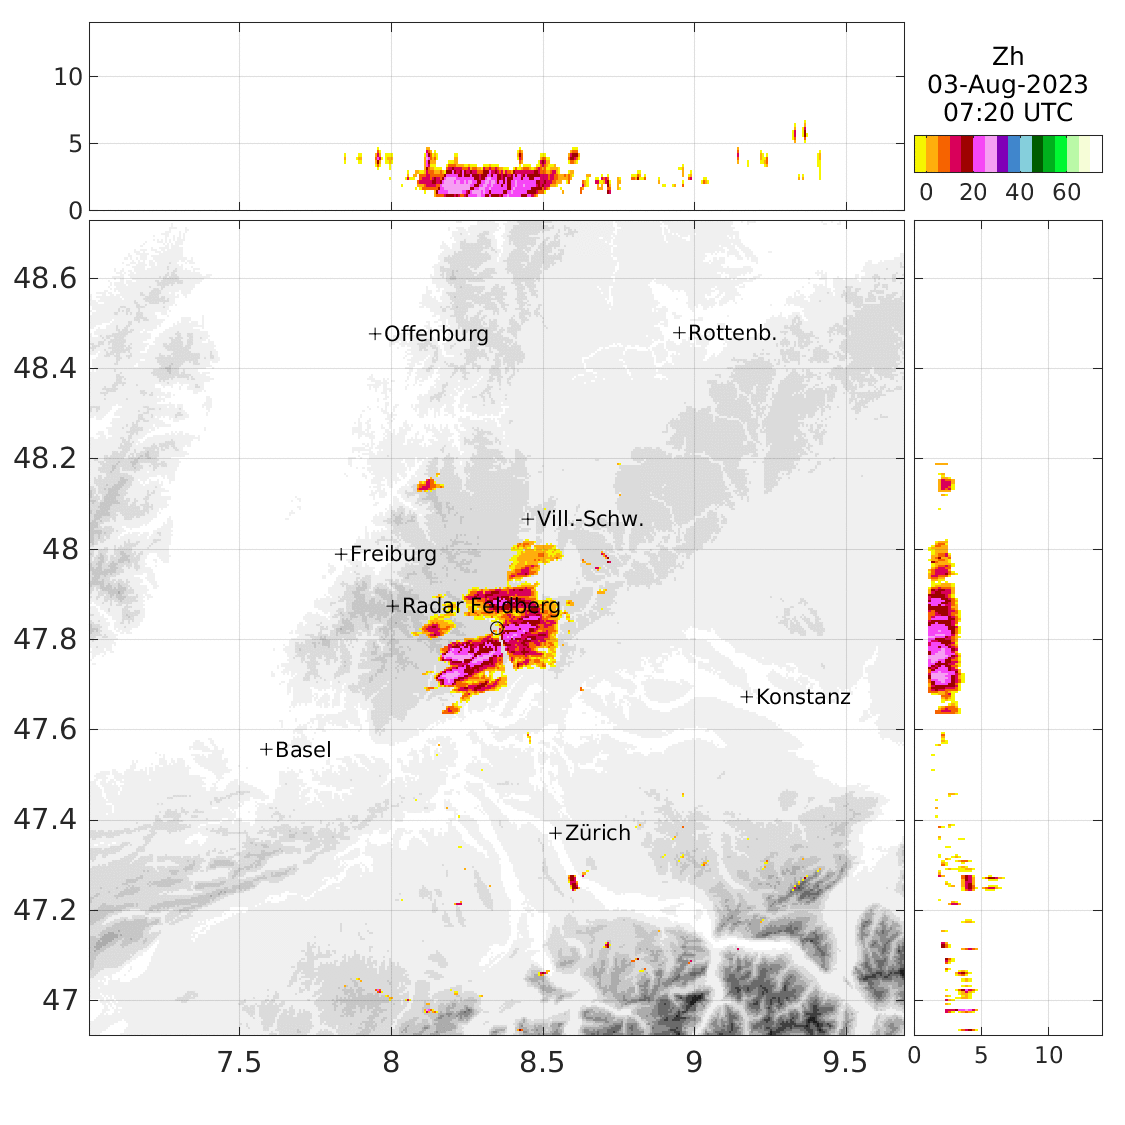 Zh
03-Aug-2023
07:20 UTC
0 20 40 60
10
5
0
48.6
48.4
48.2
48
47.8
47.6
47.4
47.2
47
+Offenburg
+Rottenb.
+Vill.-Schw.
+Freiburg
+Radar Feldberg
+Konstanz
+Basel
+Zürich
7.5 8 8.5 9 9.5
0 5 10